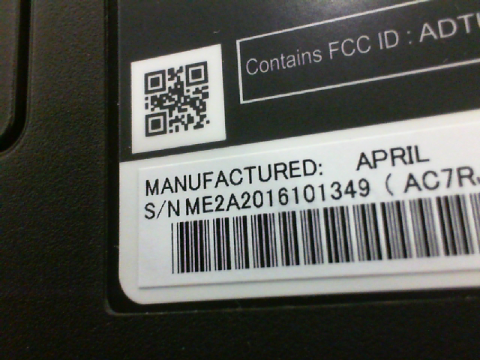 Contains FCC ID : ADT
MANUFACTURED: APRIL
S/N ME2A2016101349 ( AC7R